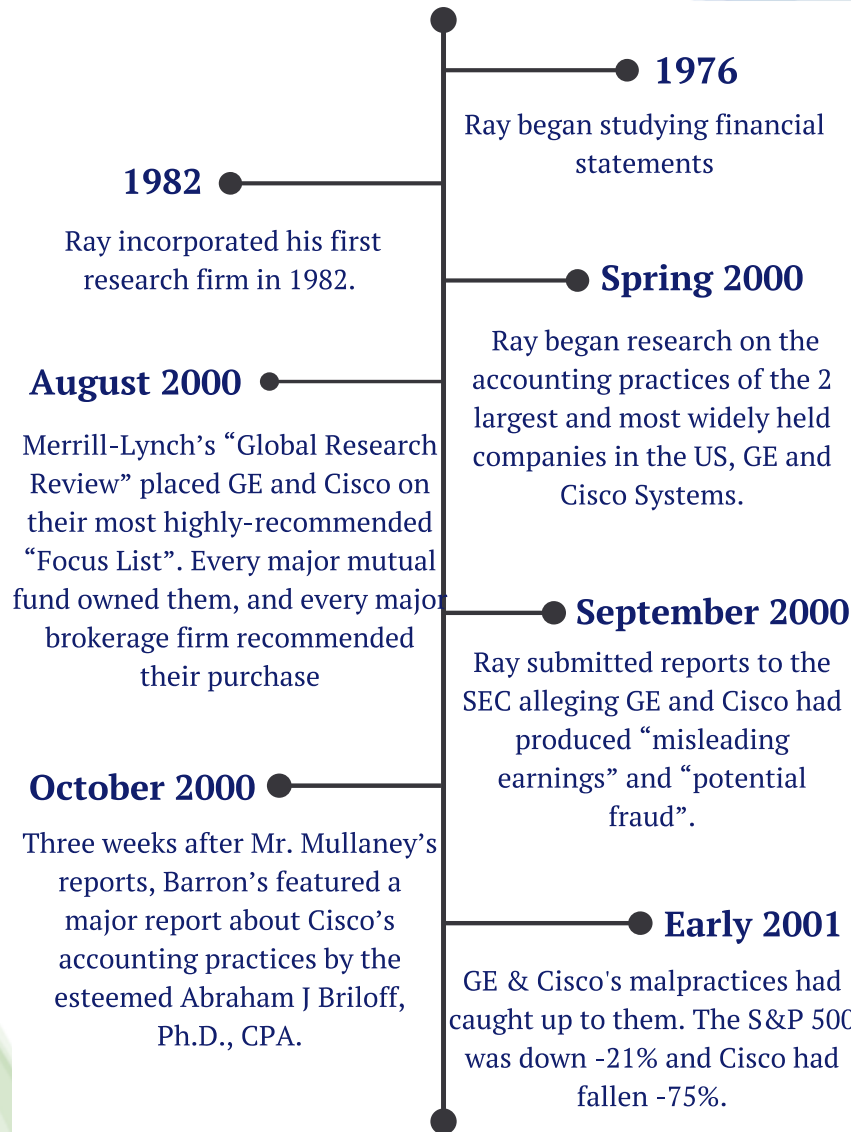 1976
Ray began studying financial
statements
1982
Ray incorporated his first
research firm in 1982.
Spring 2000
Ray began research on the
accounting practices of the 2
largest and most widely held
companies in the US, GE and
Cisco Systems.
August 2000
Merrill-Lynch’s “Global Research
Review” placed GE and Cisco on
their most highly-recommended
“Focus List”. Every major mutual
fund owned them, and every major
brokerage firm recommended
their purchase
September 2000
Ray submitted reports to the
SEC alleging GE and Cisco had
produced “misleading
earnings” and “potential
fraud”.
October 2000
Three weeks after Mr. Mullaney’s
reports, Barron’s featured a
major report about Cisco’s
accounting practices by the
esteemed Abraham J Briloff,
Ph.D., CPA.
Early 2001
GE & Cisco's malpractices had
caught up to them. The S&P 500
was down -21% and Cisco had
fallen -75%.